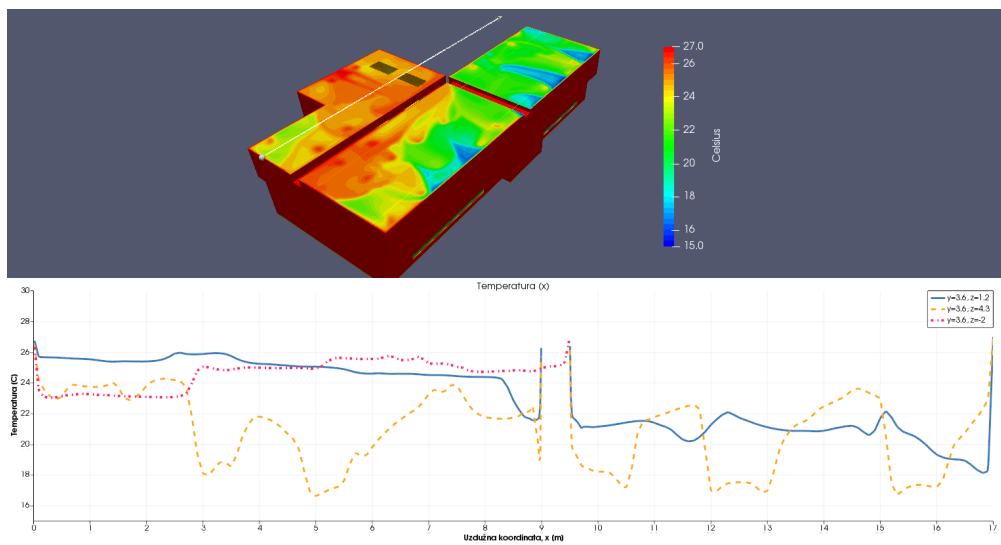 27.0
26
24
22
20
18
16
15.0
Celsius
Temperatura (x)
y=3.6, z=1.2
y=3.6, z=4.3
y=3.6, z=-2
30
28
26
24
22
20
18
16
Temperatura (C)
0 1 2 3 4 5 6 7 8 9 10 11 12 13 14 15 16 17
Uzdužna koordinata, x (m)